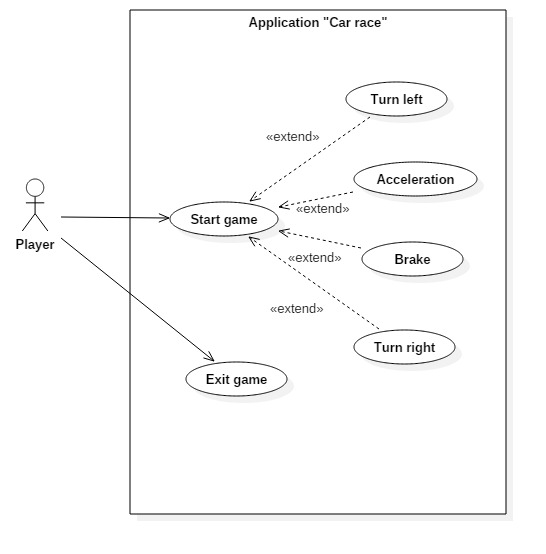 Application "Car race"
Turn left
«extend»
Acceleration
«extend»
Start game
Player
Brake
«extend»
«extend»
Turn right
Exit game